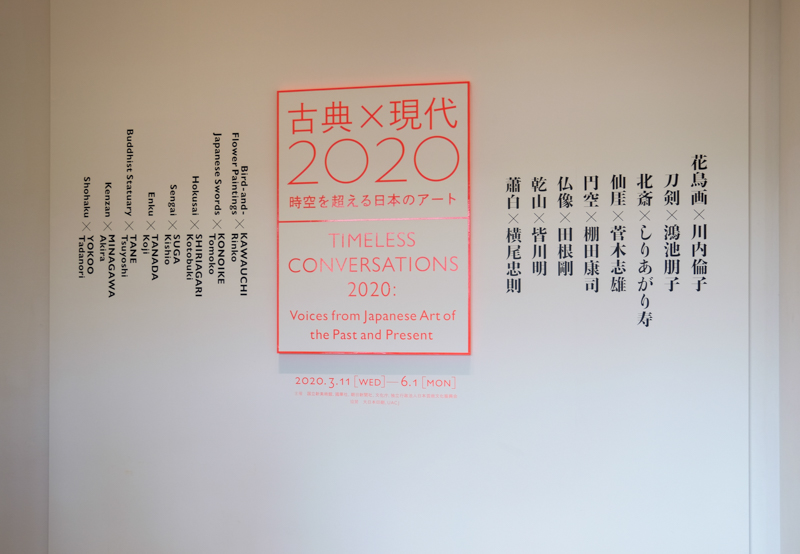 古典×現代
2020
時空を超える日本のアート
TIMELESS
CONVERSATIONS
2020:
Voices from Japanese Art of
the Past and Present
2020.3.11[WED]—6.1[MON]
花鳥画×川内倫子
刀剣×鴻池朋子
北斎×しりあがり寿
仙厓×菅木志雄
円空×棚田康司
仏像×田根剛
乾山×皆川明
蕭白×横尾忠則
Bird-and-
Flower Paintings × KAWAUCHI
Rinko
Japanese Swords × KONOIKE
Tomoko
Hokusai × SHIRIAGARI
Kotobuki
Sengai × SUGA
Kishio
Enku × TANADA
Koji
Buddhist Statuary × TANE
Tsuyoshi
Kenzan × MINAGAWA
Akira
Shohaku × YOKOO
Tadanori